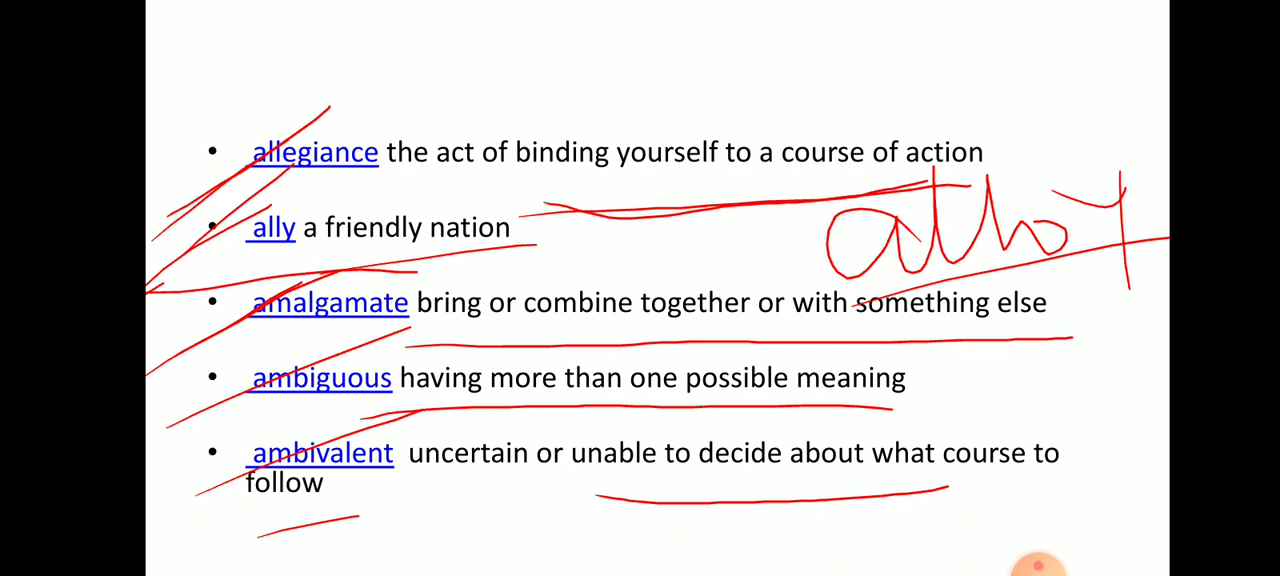 • allegiance the act of binding yourself to a course of action
• ally a friendly nation
• amalgamate bring or combine together or with something else
• ambiguous having more than one possible meaning
• ambivalent uncertain or unable to decide about what course to
follow